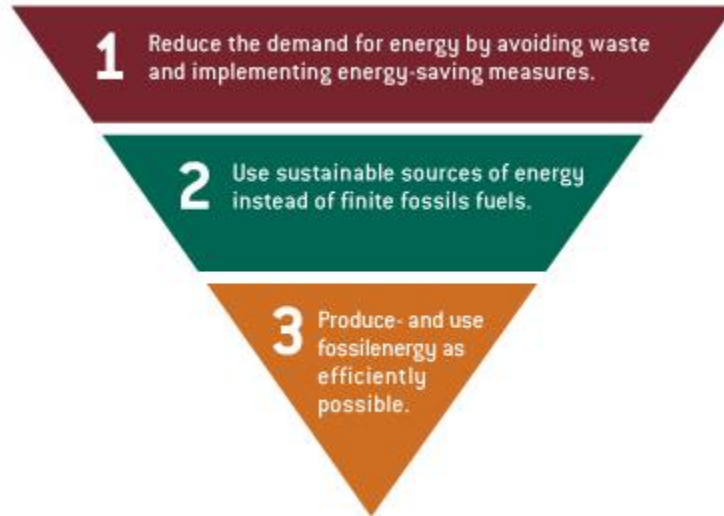 1
Reduce the demand for energy by avoiding waste
and implementing energy-saving measures.
2
Use sustainable sources of energy
instead of finite fossils fuels.
3
Produce- and use
fossilenergy as
efficiently
possible.